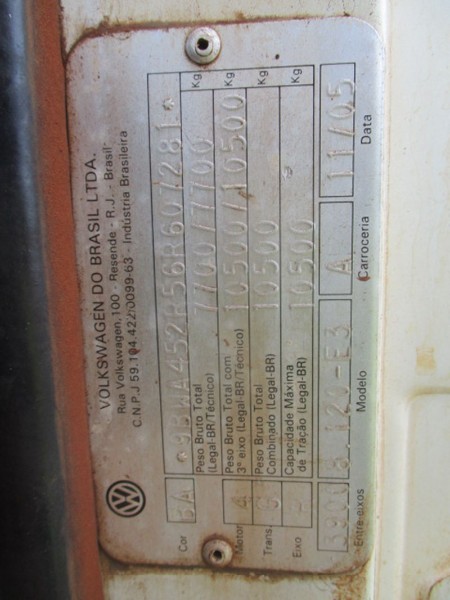 VOLKSWAGEN DO BRASIL LTDA.
Rua Volkswagen, 100 - Resende - R.J. - Brasil
C.N.P.J 59.104.422/0099-63 - Indústria Brasileira
Cor
Peso Bruto Total
(Legal-BR/Técnico)
7700/7700
Kg
Peso Bruto Total com
3º eixo (Legal-BR/Técnico)
10500/10500
Kg
Motor
4
Peso Bruto Total
Combinado (Legal-BR)
10500
Kg
Trans.
Capacidade Máxima
de Tração (Legal-BR)
10500
Kg
Eixo
-
3900
8.120-E3
A
11/05
Entre-eixos
Modelo
Carroceria
Data